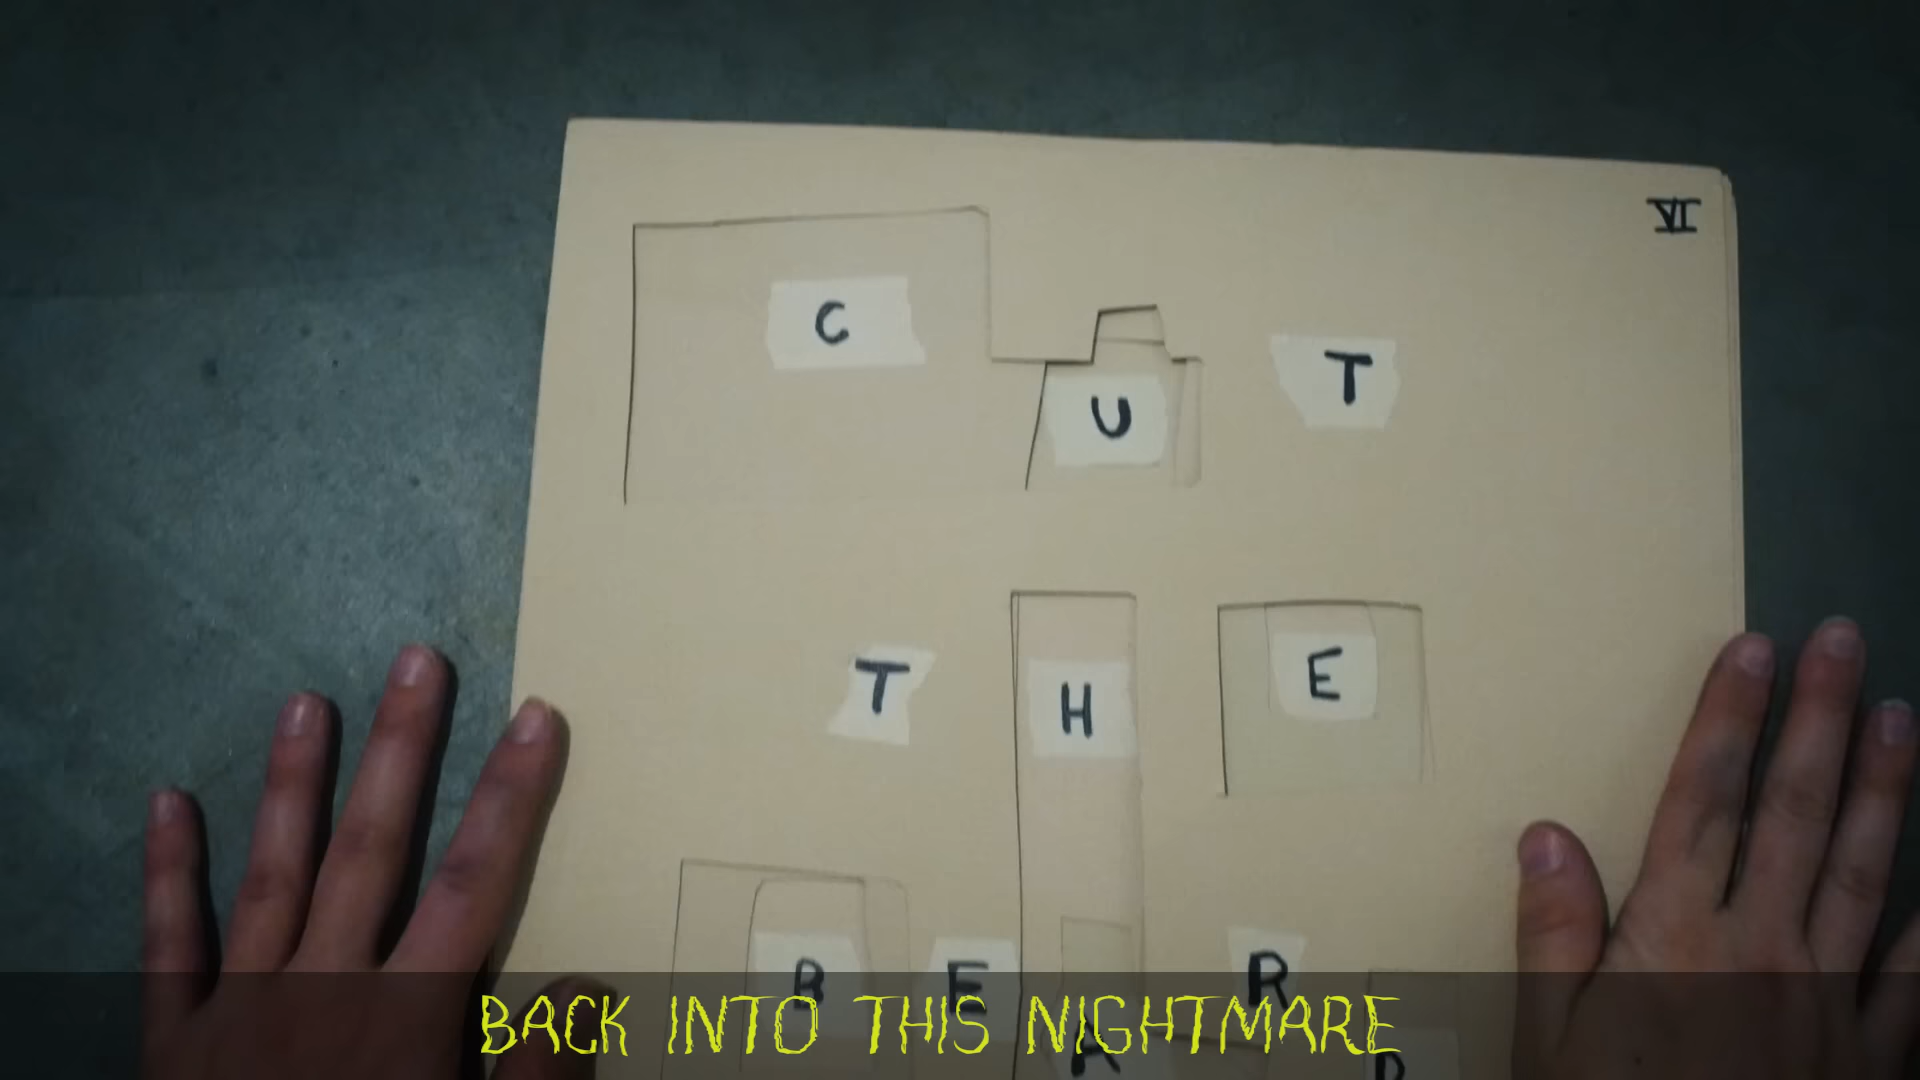 VI
C U T
T H E
B E A R D
BACK INTO THIS NIGHTMARE